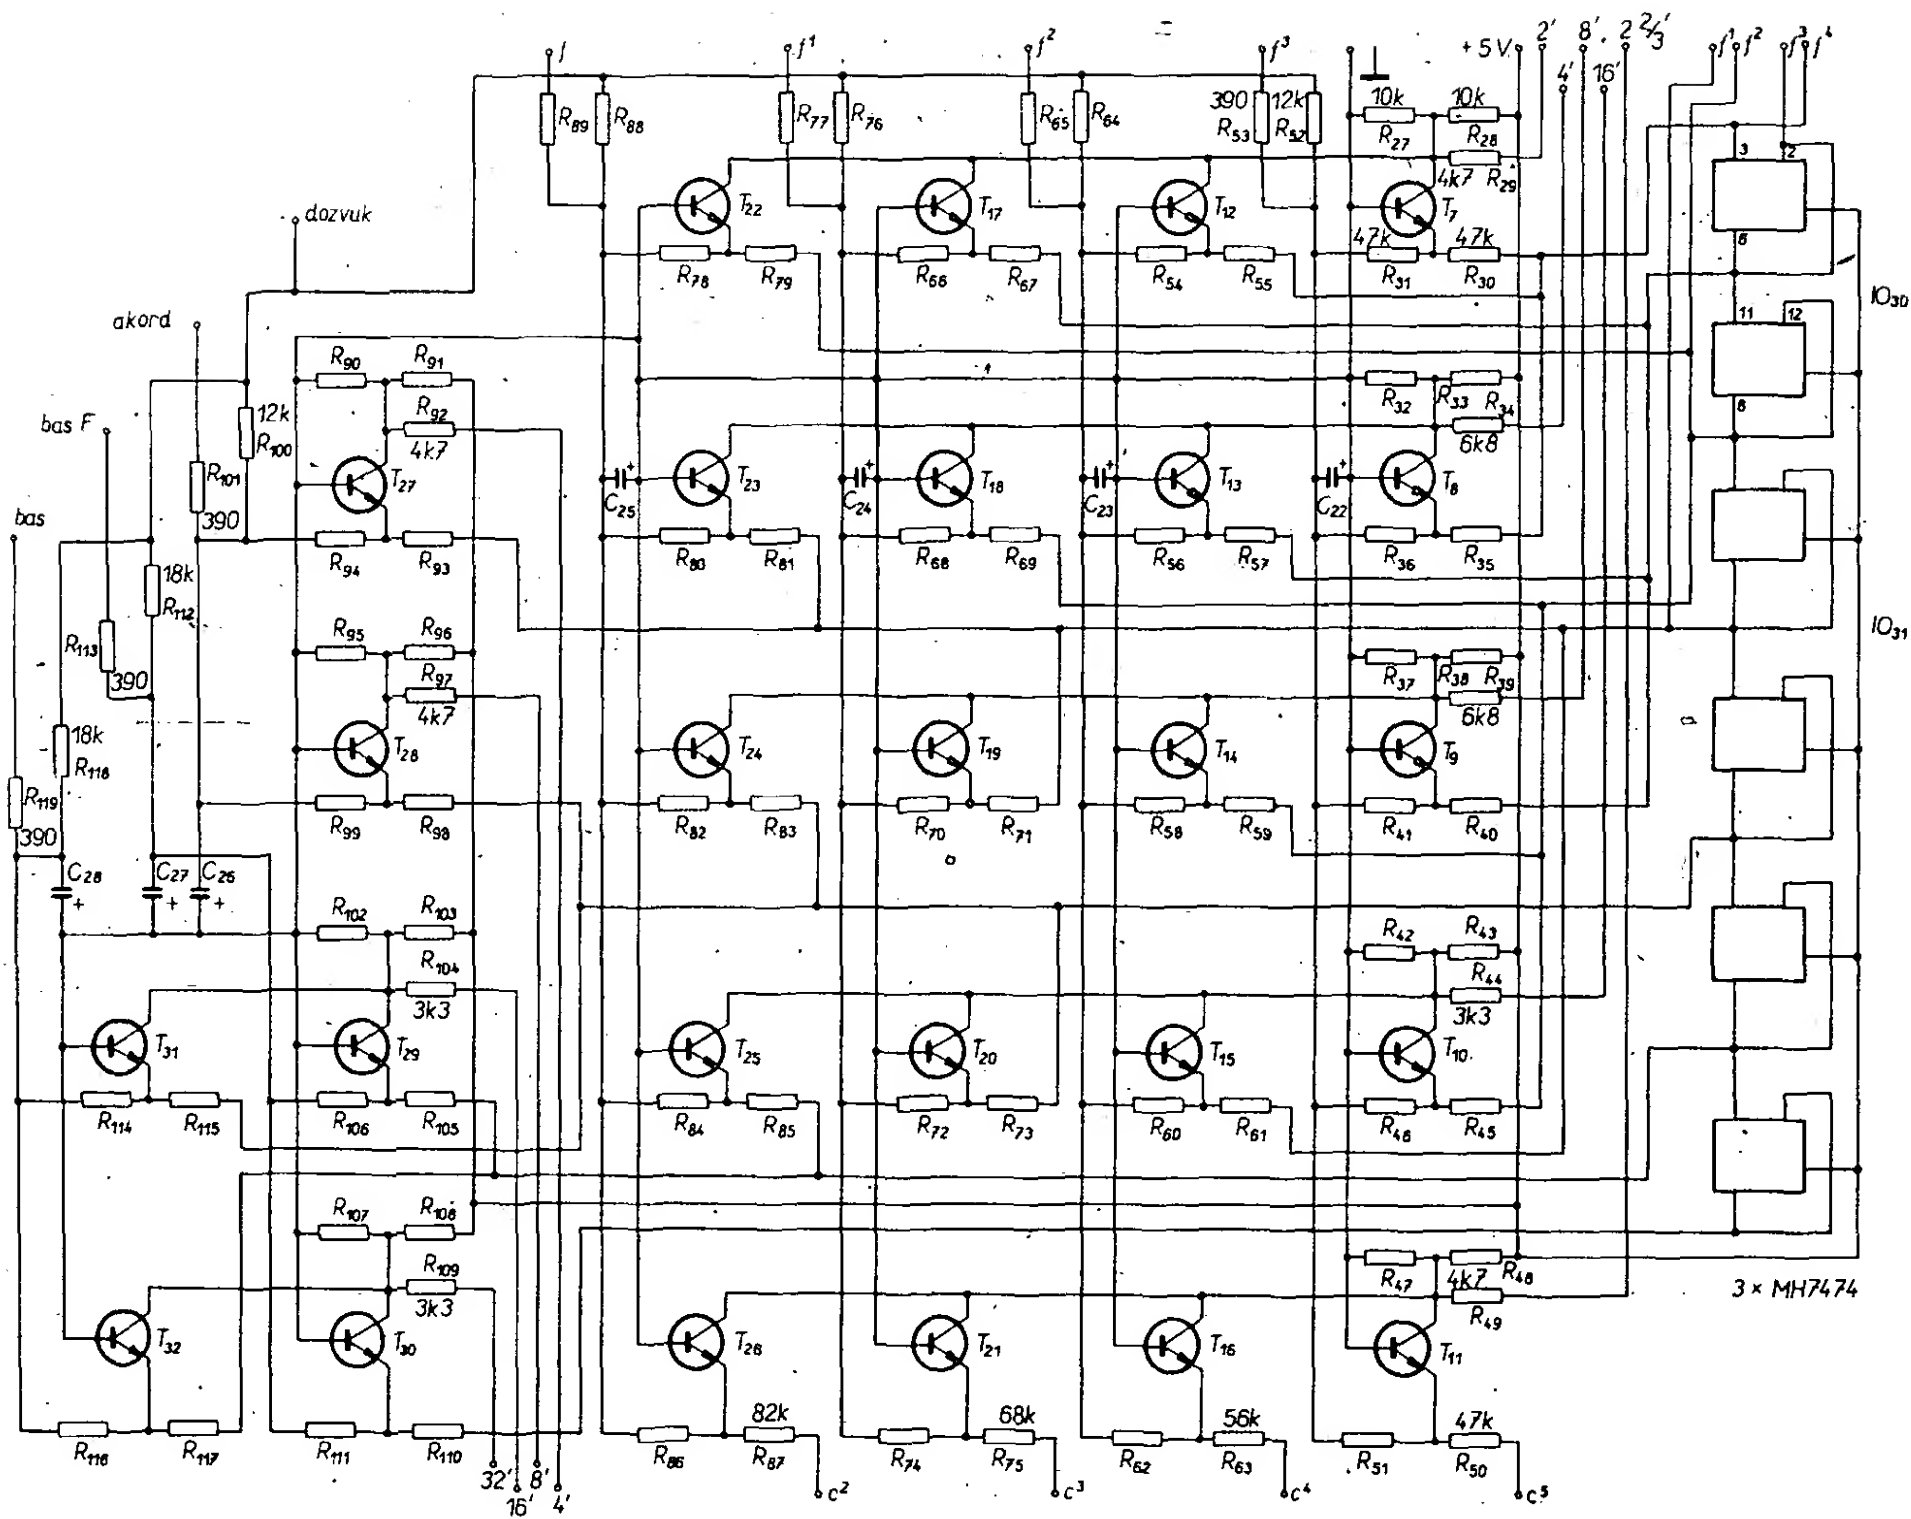 f f¹ f² f³ +5 V 2' 8' 2 2/3' f¹ f² f³ f⁴
4' 16'
R89 R88 R77 R76 R65 R64 390 R53 12k R52 10k R27 10k R28
4k7 R29
3 2
T22 T17 T12 T7
dozvuk
47k 47k
R78 R79 R66 R67 R54 R55 R31 R30
6
IO30
akord
11 12
R90 R91
R32 R33 R34
R92
4k7
8
bas F
12k
R100
6k8
R101
390
T27 T23 T18 T13 T8
C25 C24 C23 C22
bas
R94 R93 R80 R81 R68 R69 R56 R57 R36 R35
18k
R112
R113
390
IO31
R95 R96
R97
4k7
R37 R38 R39
6k8
18k
R118
T28 T24 T19 T14 T9
R119
390
R99 R98 R82 R83 R70 R71 R58 R59 R41 R40
C28 + C27 + C26 +
R102 R103
R104
3k3
R42 R43
R44
3k3
T31 T29 T25 T20 T15 T10
R114 R115 R106 R105 R84 R85 R72 R73 R60 R61 R46 R45
R107 R108
R109
3k3
R47 4k7 R48
R49
3 × MH7474
T32 T30 T26 T21 T16 T11
82k 68k 56k 47k
R116 R117 R111 R110 R86 R87 R74 R75 R62 R63 R51 R50
32' 16' 8' 4' c² c³ c⁴ c⁵